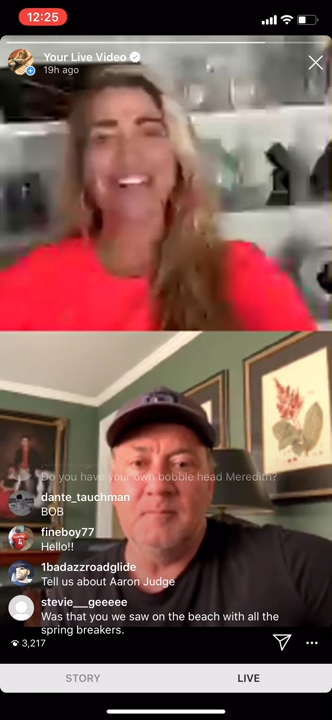 12:25
Your Live Video
19h ago
Do you have your own bobble head Meredith?
dante_tauchman
BOB
fineboy77
Hello!!
1badazzroadglide
Tell us about Aaron Judge
stevie___geeeee
Was that you we saw on the beach with all the
spring breakers.
3,217
STORY LIVE